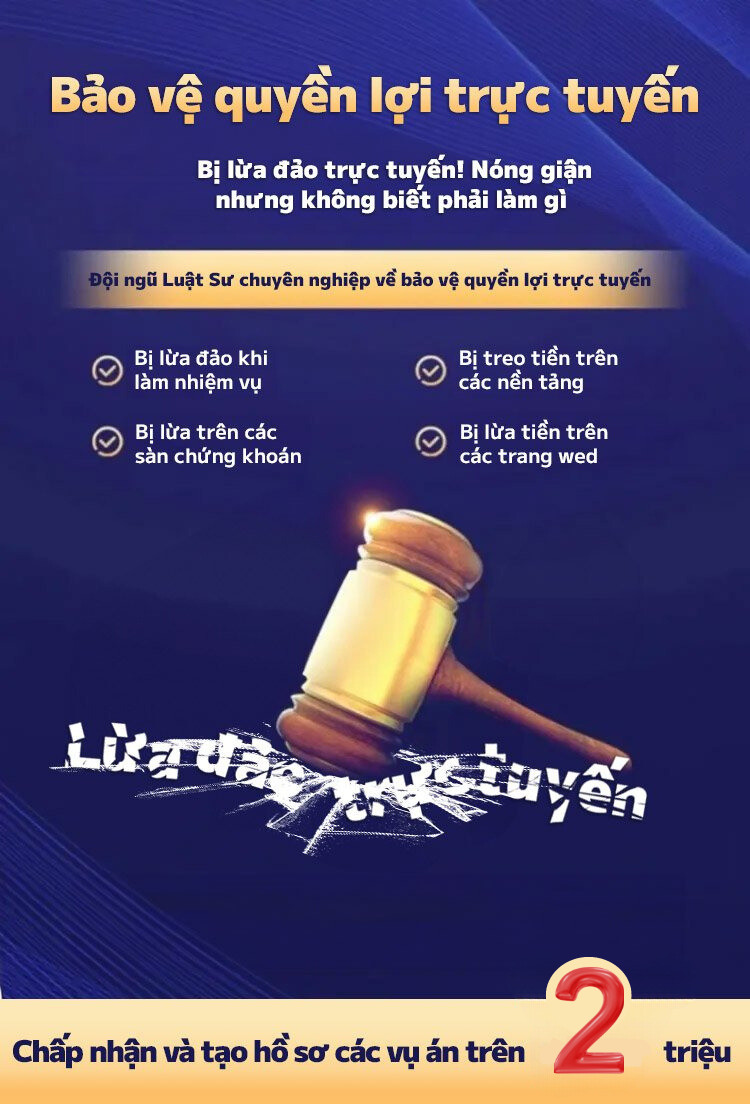 Bảo vệ quyền lợi trực tuyến
Bị lừa đảo trực tuyến! Nóng giận
nhưng không biết phải làm gì
Đội ngũ Luật Sư chuyên nghiệp về bảo vệ quyền lợi trực tuyến
Bị lừa đảo khi
làm nhiệm vụ
Bị treo tiền trên
các nền tảng
Bị lừa trên các
sàn chứng khoán
Bị lừa tiền trên
các trang wed
Lừa đảo trực tuyến
Chấp nhận và tạo hồ sơ các vụ án trên 2 triệu